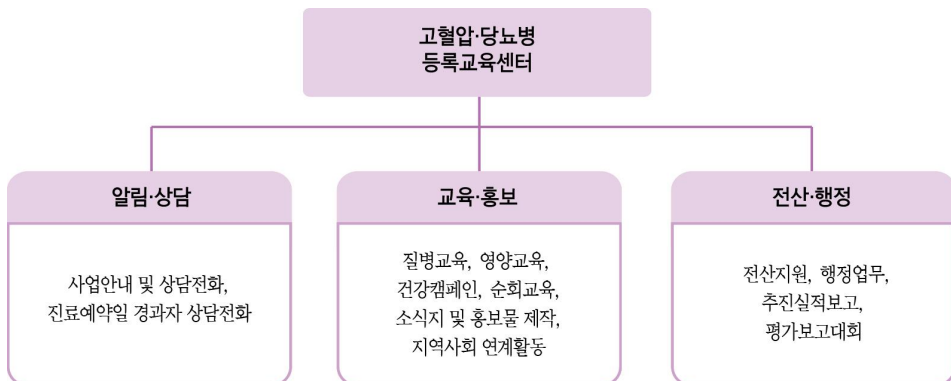 고혈압·당뇨병
등록교육센터
알림·상담
사업안내 및 상담전화,
진료예약일 경과자 상담전화
교육·홍보
질병교육, 영양교육,
건강캠페인, 순회교육,
소식지 및 홍보물 제작,
지역사회 연계활동
전산·행정
전산지원, 행정업무,
추진실적보고,
평가보고대회